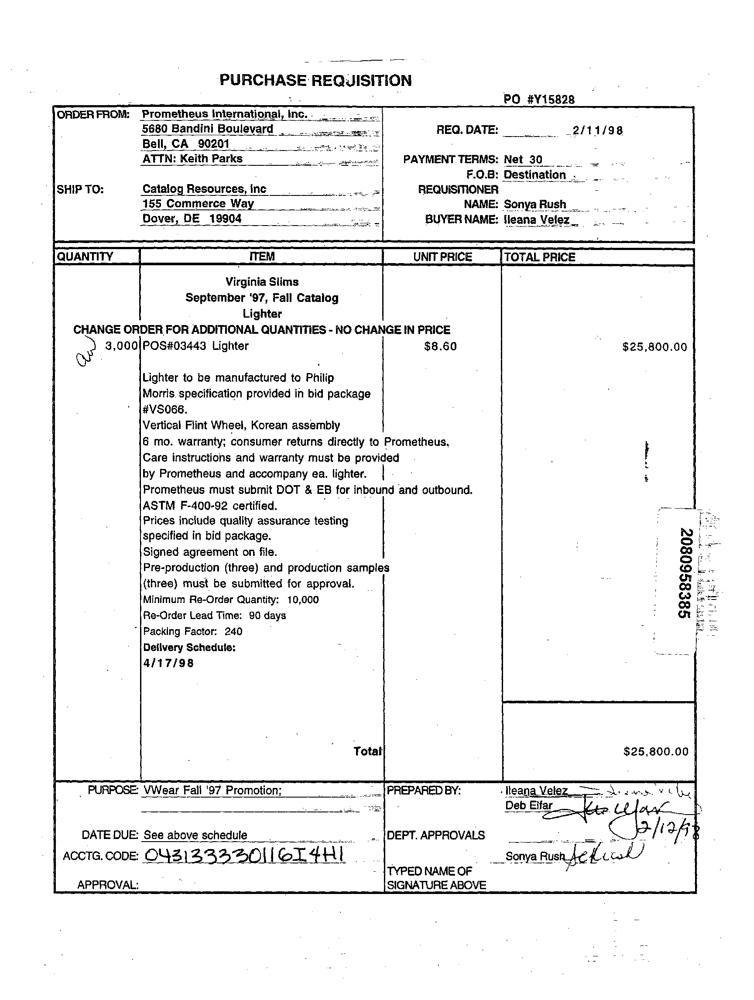 PURCHASE REQUISITION
PO #Y15828
ORDER FROM: Prometheus International, Inc.
5680 Bandini Boulevard
Bell, CA 90201
ATTN: Keith Parks
REQ. DATE: 2/11/98
PAYMENT TERMS: Net 30
F.O.B: Destination
SHIP TO: Catalog Resources, Inc
155 Commerce Way
Dover, DE 19904
REQUISITIONER
NAME: Sonya Rush
BUYER NAME: Ileana Velez
QUANTITY ITEM UNIT PRICE TOTAL PRICE
Virginia Slims
September '97, Fall Catalog
Lighter
CHANGE ORDER FOR ADDITIONAL QUANTITIES - NO CHANGE IN PRICE
3,000 POS#03443 Lighter $8.60 $25,800.00
Lighter to be manufactured to Philip
Morris specification provided in bid package
#VS066.
Vertical Flint Wheel, Korean assembly
6 mo. warranty; consumer returns directly to Prometheus.
Care instructions and warranty must be provided
by Prometheus and accompany ea. lighter.
Prometheus must submit DOT & EB for inbound and outbound.
ASTM F-400-92 certified.
Prices include quality assurance testing
specified in bid package.
Signed agreement on file.
Pre-production (three) and production samples
(three) must be submitted for approval.
Minimum Re-Order Quantity: 10,000
Re-Order Lead Time: 90 days
Packing Factor: 240
Delivery Schedule:
4/17/98
2080958385
Total $25,800.00
PURPOSE: VWear Fall '97 Promotion;
DATE DUE: See above schedule
ACCTG. CODE: 043133330116I4H1
APPROVAL:
PREPARED BY: Ileana Velez
Deb Elfar
2/12/98
DEPT. APPROVALS
Sonya Rush
TYPED NAME OF
SIGNATURE ABOVE